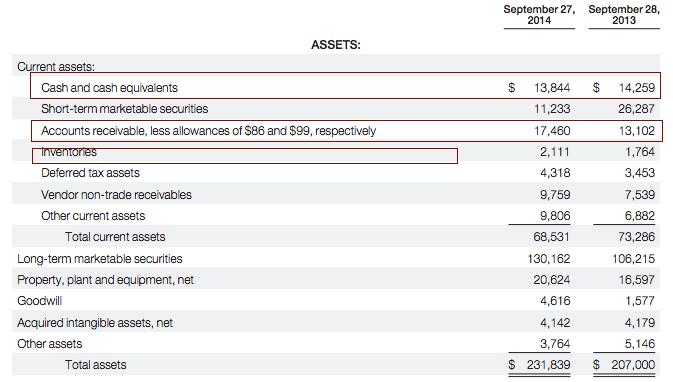 September 27, September 28,
2014 2013
ASSETS:
Current assets:
Cash and cash equivalents $ 13,844 $ 14,259
Short-term marketable securities 11,233 26,287
Accounts receivable, less allowances of $86 and $99, respectively 17,460 13,102
Inventories 2,111 1,764
Deferred tax assets 4,318 3,453
Vendor non-trade receivables 9,759 7,539
Other current assets 9,806 6,882
Total current assets 68,531 73,286
Long-term marketable securities 130,162 106,215
Property, plant and equipment, net 20,624 16,597
Goodwill 4,616 1,577
Acquired intangible assets, net 4,142 4,179
Other assets 3,764 5,146
Total assets $ 231,839 $ 207,000